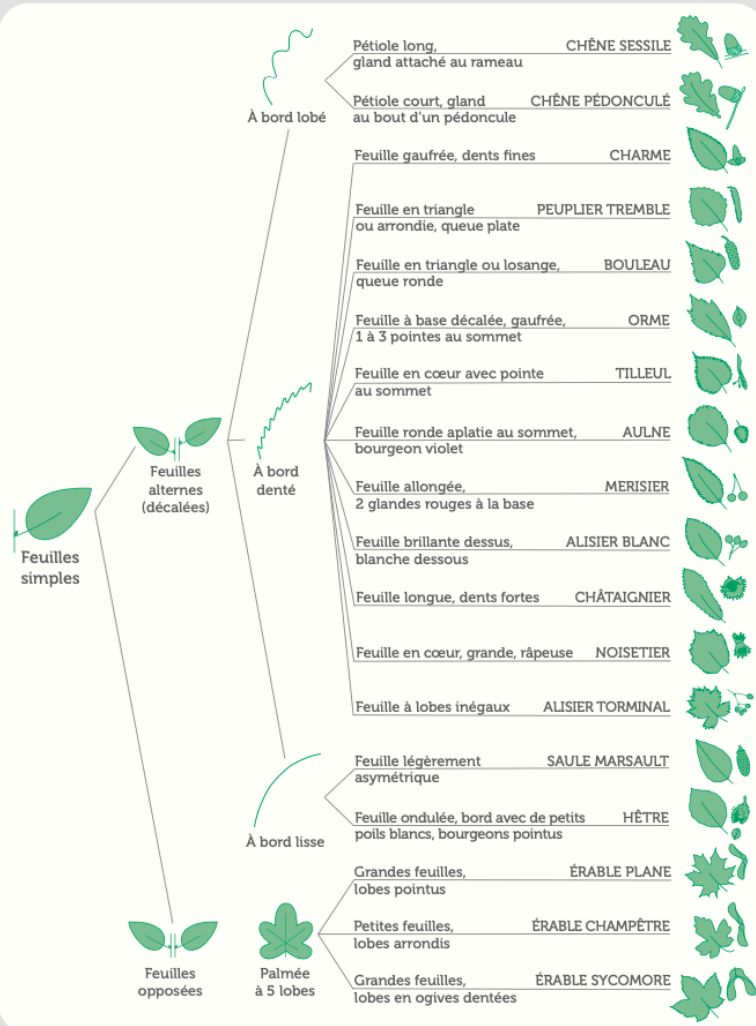 Pétiole long, CHÊNE SESSILE
gland attaché au rameau
Pétiole court, gland CHÊNE PÉDONCULÉ
au bout d'un pédoncule
À bord lobé
Feuille gaufrée, dents fines CHARME
Feuille en triangle PEUPLIER TREMBLE
ou arrondie, queue plate
Feuille en triangle ou losange, BOULEAU
queue ronde
Feuille à base décalée, gaufrée, ORME
1 à 3 pointes au sommet
Feuille en cœur avec pointe TILLEUL
au sommet
Feuille ronde aplatie au sommet, AULNE
bourgeon violet
Feuille allongée, MERISIER
2 glandes rouges à la base
Feuille brillante dessus, ALISIER BLANC
blanche dessous
Feuille longue, dents fortes CHÂTAIGNIER
Feuille en cœur, grande, râpeuse NOISETIER
Feuille à lobes inégaux ALISIER TORMINAL
À bord
denté
Feuilles
alternes
(décalées)
Feuilles
simples
Feuille légèrement SAULE MARSAULT
asymétrique
Feuille ondulée, bord avec de petits HÊTRE
poils blancs, bourgeons pointus
À bord lisse
Grandes feuilles, ÉRABLE PLANE
lobes pointus
Petites feuilles, ÉRABLE CHAMPÊTRE
lobes arrondis
Grandes feuilles, ÉRABLE SYCOMORE
lobes en ogives dentées
Feuilles
opposées
Palmée
à 5 lobes